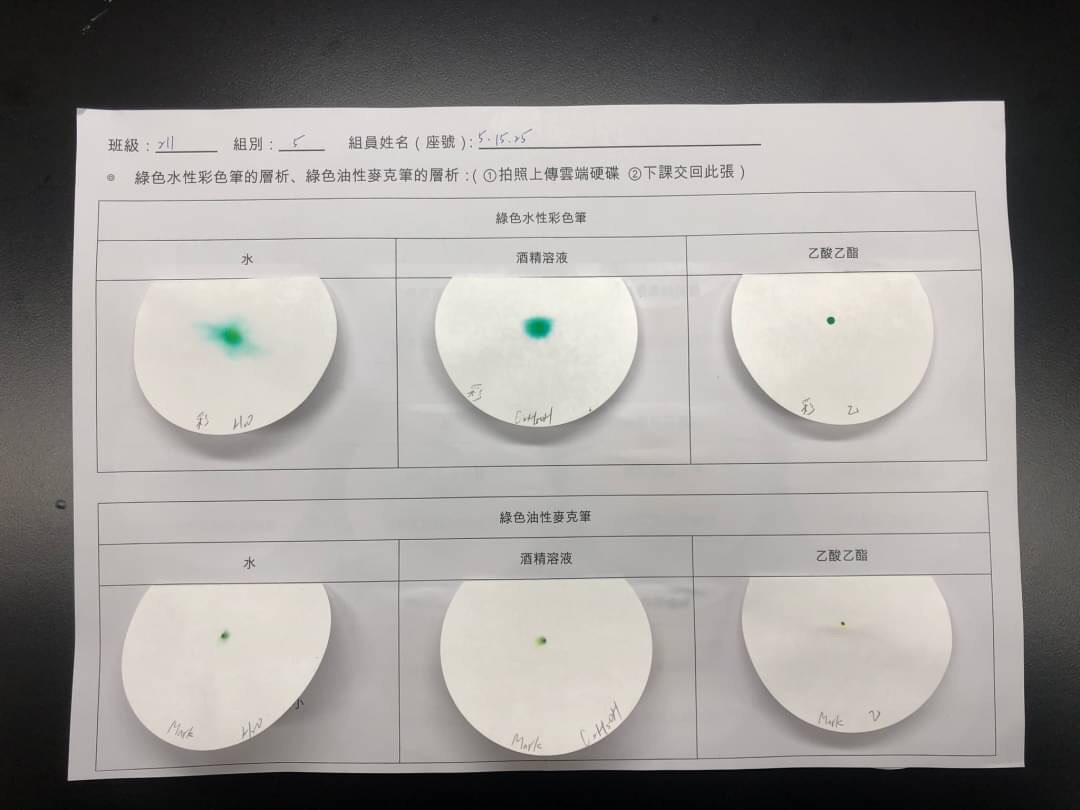 班級：211 組別：5 組員姓名（座號）：5.15.25
◎ 綠色水性彩色筆的層析、綠色油性麥克筆的層析：（①拍照上傳雲端硬碟 ②下課交回此張）
綠色水性彩色筆
水 酒精溶液 乙酸乙酯
彩 H2O 彩 C2H5OH 彩 乙
綠色油性麥克筆
水 酒精溶液 乙酸乙酯
Mark H2O Mark C2H5OH Mark 乙